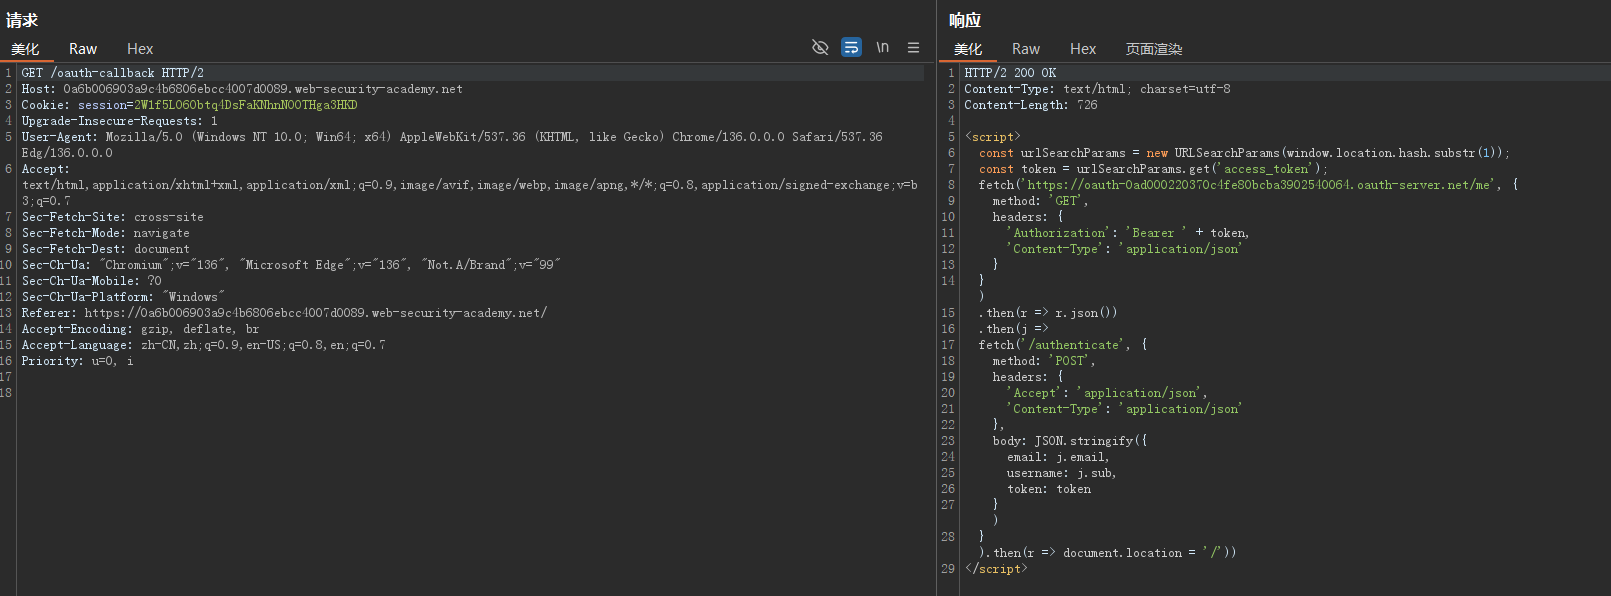 请求
美化 Raw Hex \n
1 GET /oauth-callback HTTP/2
2 Host: 0a6b006903a9c4b6806ebcc4007d0089.web-security-academy.net
3 Cookie: session=2W1f5L060btq4DsFaKNhnN00THga3HKD
4 Upgrade-Insecure-Requests: 1
5 User-Agent: Mozilla/5.0 (Windows NT 10.0; Win64; x64) AppleWebKit/537.36 (KHTML, like Gecko) Chrome/136.0.0.0 Safari/537.36
Edg/136.0.0.0
6 Accept:
text/html,application/xhtml+xml,application/xml;q=0.9,image/avif,image/webp,image/apng,*/*;q=0.8,application/signed-exchange;v=b
3;q=0.7
7 Sec-Fetch-Site: cross-site
8 Sec-Fetch-Mode: navigate
9 Sec-Fetch-Dest: document
10 Sec-Ch-Ua: "Chromium";v="136", "Microsoft Edge";v="136", "Not.A/Brand";v="99"
11 Sec-Ch-Ua-Mobile: ?0
12 Sec-Ch-Ua-Platform: "Windows"
13 Referer: https://0a6b006903a9c4b6806ebcc4007d0089.web-security-academy.net/
14 Accept-Encoding: gzip, deflate, br
15 Accept-Language: zh-CN,zh;q=0.9,en-US;q=0.8,en;q=0.7
16 Priority: u=0, i
17
18
响应
美化 Raw Hex 页面渲染
1 HTTP/2 200 OK
2 Content-Type: text/html; charset=utf-8
3 Content-Length: 726
4
5 <script>
6 const urlSearchParams = new URLSearchParams(window.location.hash.substr(1));
7 const token = urlSearchParams.get('access_token');
8 fetch('https://oauth-0ad000220370c4fe80bcba3902540064.oauth-server.net/me', {
9 method: 'GET',
10 headers: {
11 'Authorization': 'Bearer ' + token,
12 'Content-Type': 'application/json'
13 }
14 }
)
15 .then(r => r.json())
16 .then(j =>
17 fetch('/authenticate', {
18 method: 'POST',
19 headers: {
20 'Accept': 'application/json',
21 'Content-Type': 'application/json'
22 },
23 body: JSON.stringify({
24 email: j.email,
25 username: j.sub,
26 token: token
27 }
)
28 }
).then(r => document.location = '/'))
29 </script>